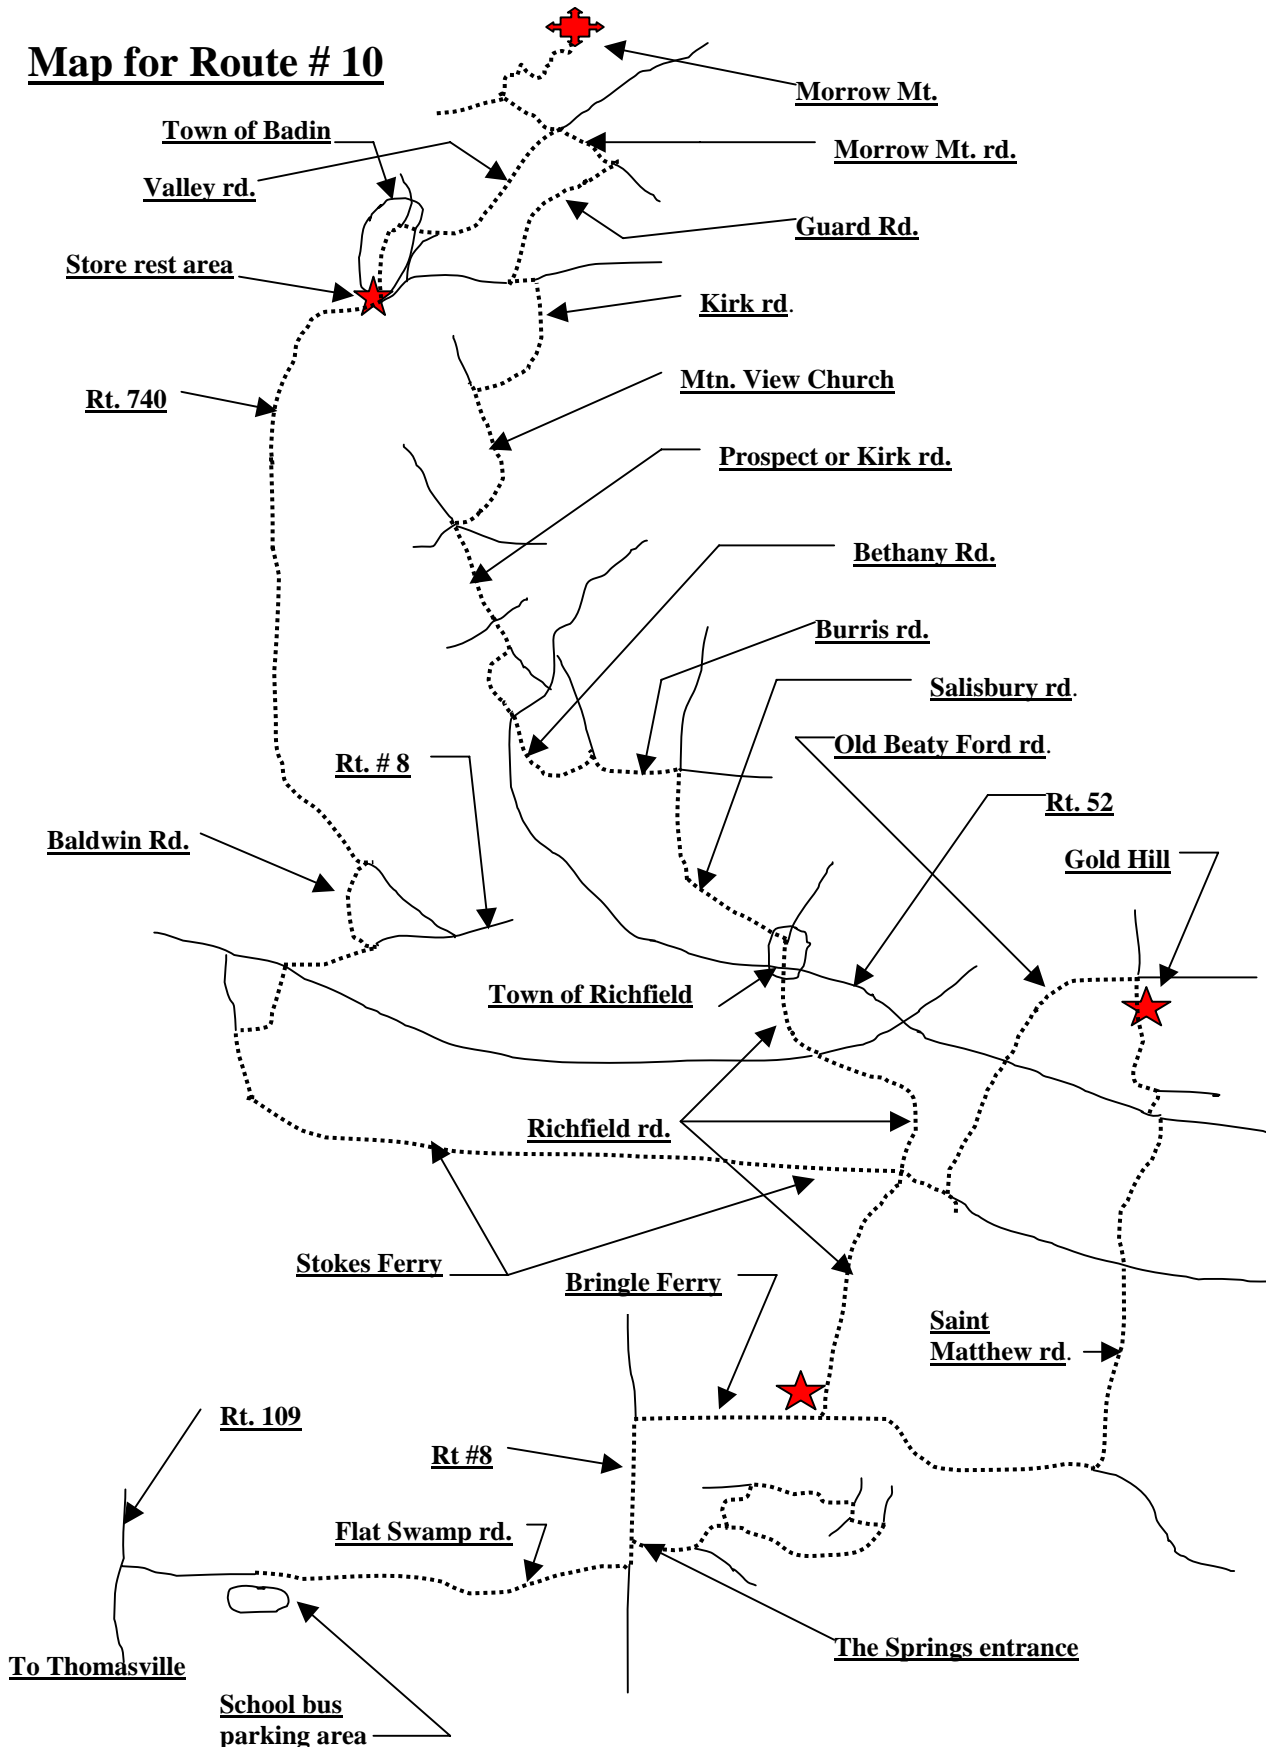 Map for Route # 10
Morrow Mt.
Town of Badin
Morrow Mt. rd.
Valley rd.
Guard Rd.
Store rest area
Kirk rd.
Mtn. View Church
Rt. 740
Prospect or Kirk rd.
Bethany Rd.
Burris rd.
Salisbury rd.
Old Beaty Ford rd.
Rt. # 8
Rt. 52
Baldwin Rd.
Gold Hill
Town of Richfield
Richfield rd.
Stokes Ferry
Bringle Ferry
Saint
Matthew rd.
Rt. 109
Rt #8
Flat Swamp rd.
The Springs entrance
To Thomasville
School bus
parking area